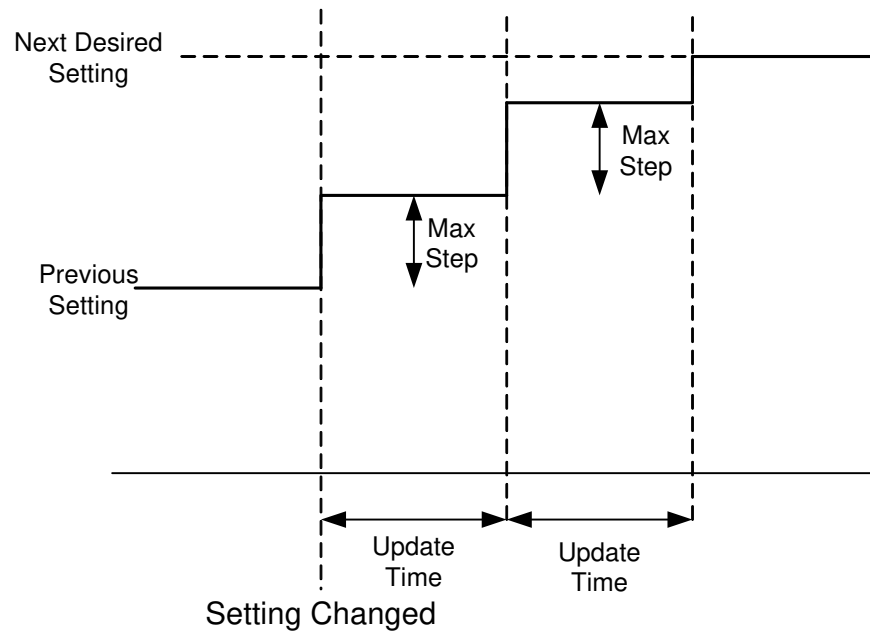 Next Desired
Setting
Max
Step
Max
Step
Previous
Setting
Update
Time
Update
Time
Setting Changed